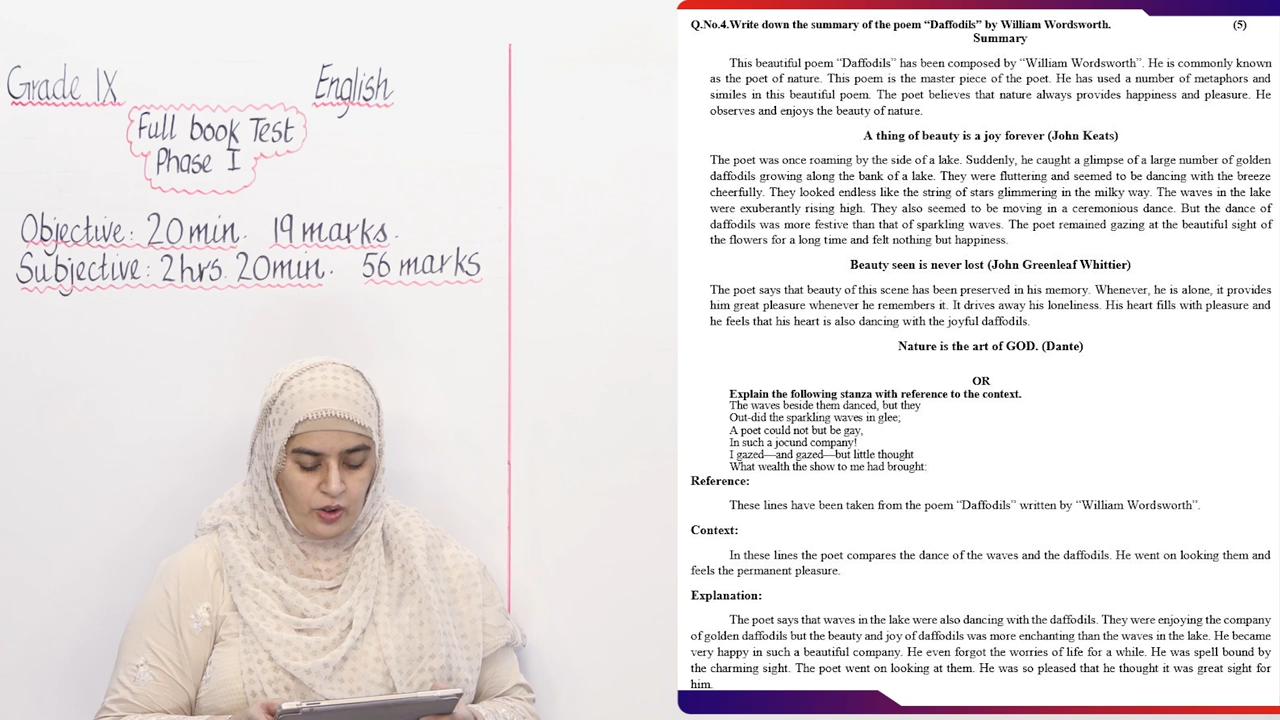 Grade IX English
Full book Test
Phase I
Objective: 20 min. 19 marks.
Subjective: 2hrs. 20min. 56 marks
Q.No.4.Write down the summary of the poem “Daffodils” by William Wordsworth. (5)
Summary
This beautiful poem “Daffodils” has been composed by “William Wordsworth”. He is commonly known
as the poet of nature. This poem is the master piece of the poet. He has used a number of metaphors and
similes in this beautiful poem. The poet believes that nature always provides happiness and pleasure. He
observes and enjoys the beauty of nature.
A thing of beauty is a joy forever (John Keats)
The poet was once roaming by the side of a lake. Suddenly, he caught a glimpse of a large number of golden
daffodils growing along the bank of a lake. They were fluttering and seemed to be dancing with the breeze
cheerfully. They looked endless like the string of stars glimmering in the milky way. The waves in the lake
were exuberantly rising high. They also seemed to be moving in a ceremonious dance. But the dance of
daffodils was more festive than that of sparkling waves. The poet remained gazing at the beautiful sight of
the flowers for a long time and felt nothing but happiness.
Beauty seen is never lost (John Greenleaf Whittier)
The poet says that beauty of this scene has been preserved in his memory. Whenever, he is alone, it provides
him great pleasure whenever he remembers it. It drives away his loneliness. His heart fills with pleasure and
he feels that his heart is also dancing with the joyful daffodils.
Nature is the art of GOD. (Dante)
OR
Explain the following stanza with reference to the context.
The waves beside them danced, but they
Out-did the sparkling waves in glee;
A poet could not but be gay,
In such a jocund company!
I gazed—and gazed—but little thought
What wealth the show to me had brought:
Reference:
These lines have been taken from the poem “Daffodils” written by “William Wordsworth”.
Context:
In these lines the poet compares the dance of the waves and the daffodils. He went on looking them and
feels the permanent pleasure.
Explanation:
The poet says that waves in the lake were also dancing with the daffodils. They were enjoying the company
of golden daffodils but the beauty and joy of daffodils was more enchanting than the waves in the lake. He became
very happy in such a beautiful company. He even forgot the worries of life for a while. He was spell bound by
the charming sight. The poet went on looking at them. He was so pleased that he thought it was great sight for
him.